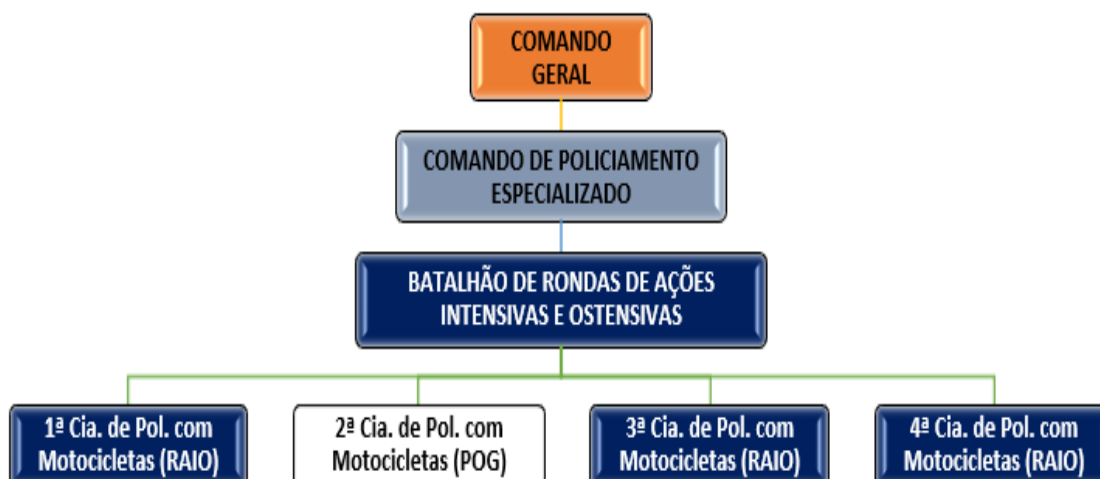 COMANDO
GERAL
COMANDO DE POLICIAMENTO
ESPECIALIZADO
BATALHÃO DE RONDAS DE AÇÕES
INTENSIVAS E OSTENSIVAS
1ª Cia. de Pol. com
Motocicletas (RAIO)
2ª Cia. de Pol. com
Motocicletas (POG)
3ª Cia. de Pol. com
Motocicletas (RAIO)
4ª Cia. de Pol. com
Motocicletas (RAIO)